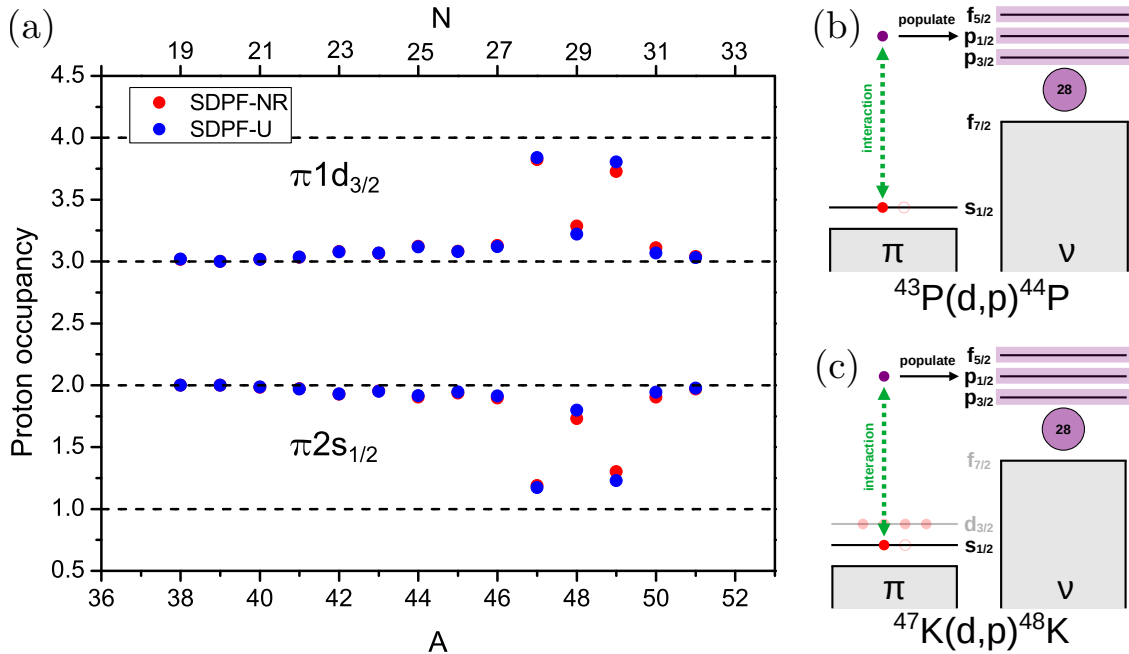 (a)
N
19 21 23 25 27 29 31 33
4.5
4.0
3.5
3.0
2.5
2.0
1.5
1.0
0.5
Proton occupancy
SDPF-NR
SDPF-U
π1d3/2
π2s1/2
36 38 40 42 44 46 48 50 52
A
(b)
populate
f5/2
p1/2
p3/2
28
f7/2
interaction
s1/2
π
ν
43P(d,p)44P
(c)
populate
f5/2
p1/2
p3/2
28
f7/2
interaction
d3/2
s1/2
π
ν
47K(d,p)48K